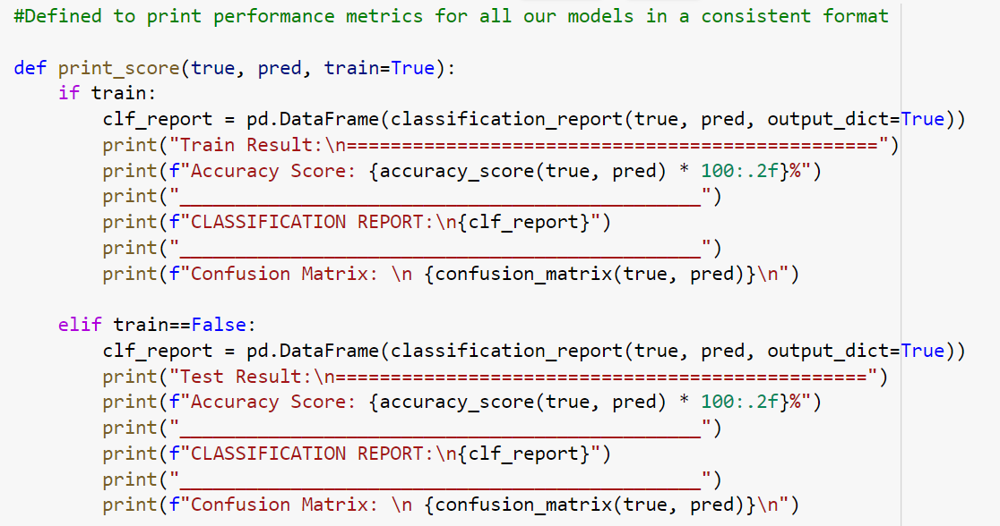 #Defined to print performance metrics for all our models in a consistent format
def print_score(true, pred, train=True):
    if train:
        clf_report = pd.DataFrame(classification_report(true, pred, output_dict=True))
        print("Train Result:\n================================================")
        print(f"Accuracy Score: {accuracy_score(true, pred) * 100:.2f}%")
        print("_______________________________________________")
        print(f"CLASSIFICATION REPORT:\n{clf_report}")
        print("_______________________________________________")
        print(f"Confusion Matrix: \n {confusion_matrix(true, pred)}\n")
    elif train==False:
        clf_report = pd.DataFrame(classification_report(true, pred, output_dict=True))
        print("Test Result:\n================================================")
        print(f"Accuracy Score: {accuracy_score(true, pred) * 100:.2f}%")
        print("_______________________________________________")
        print(f"CLASSIFICATION REPORT:\n{clf_report}")
        print("_______________________________________________")
        print(f"Confusion Matrix: \n {confusion_matrix(true, pred)}\n")